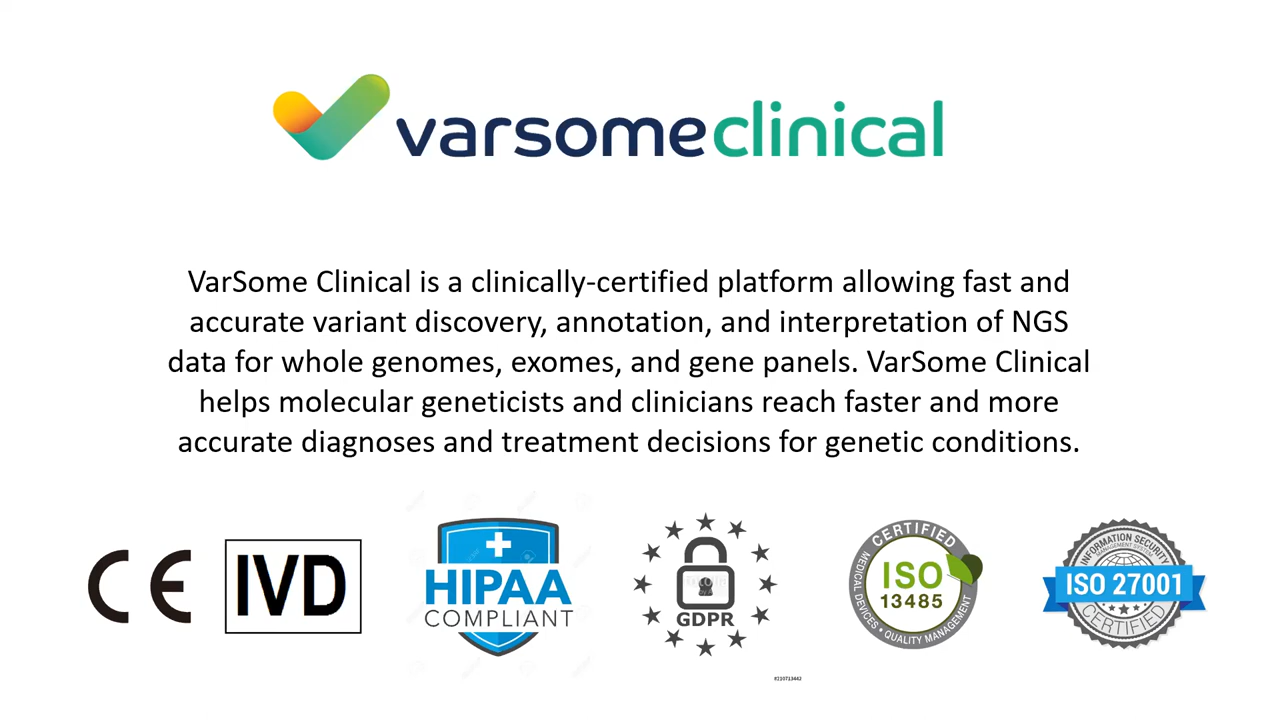 varsomeclinical
VarSome Clinical is a clinically-certified platform allowing fast and
accurate variant discovery, annotation, and interpretation of NGS
data for whole genomes, exomes, and gene panels. VarSome Clinical
helps molecular geneticists and clinicians reach faster and more
accurate diagnoses and treatment decisions for genetic conditions.
CE
IVD
HIPAA
COMPLIANT
GDPR
CERTIFIED
ISO
13485
MEDICAL DEVICES • QUALITY MANAGEMENT
INFORMATION SECURITY
MANAGEMENT SYSTEM
ISO 27001
CERTIFIED
#220713442